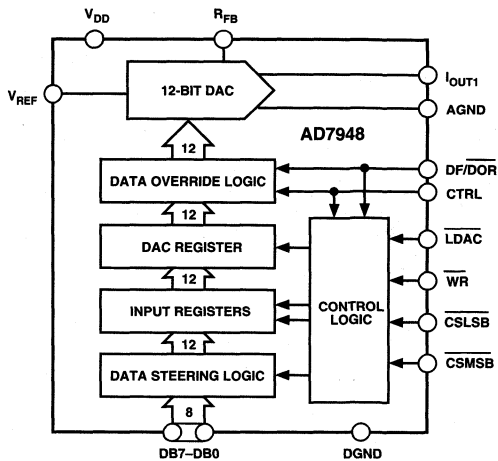 VDD
RFB
IOUT1
12-BIT DAC
VREF
AGND
AD7948
12
DF/DOR
DATA OVERRIDE LOGIC
CTRL
12
LDAC
DAC REGISTER
12
WR
INPUT REGISTERS
CONTROL
LOGIC
CSLSB
12
CSMSB
DATA STEERING LOGIC
8
DB7–DB0
DGND